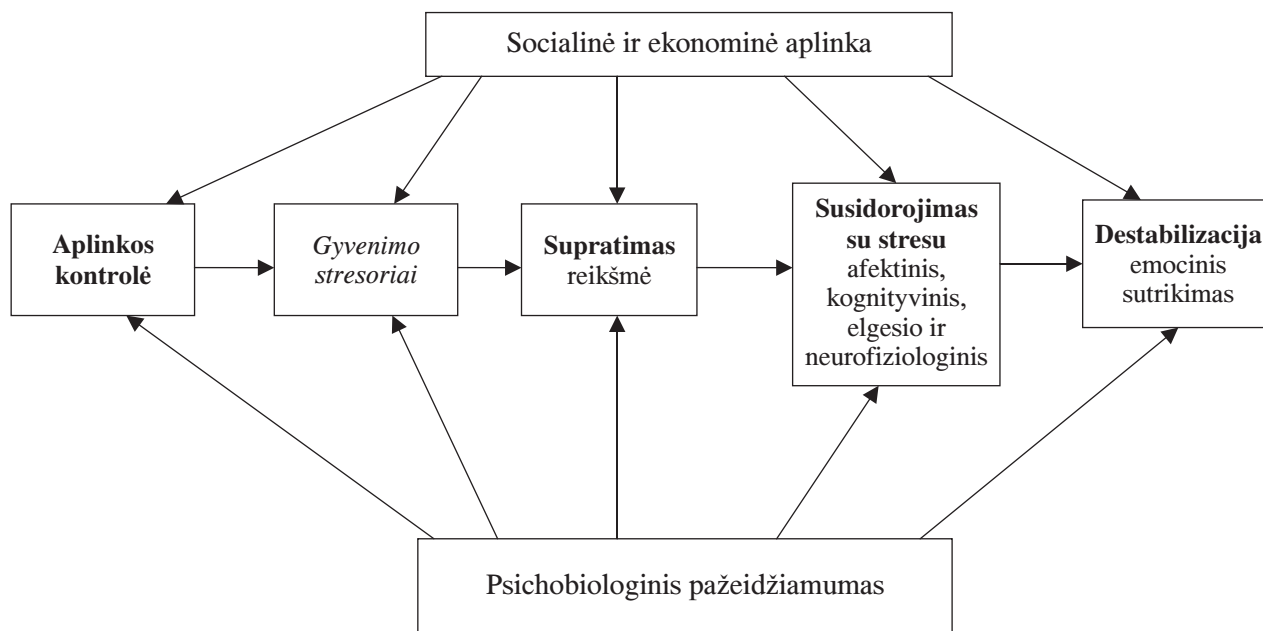 Socialinė ir ekonominė aplinka
Aplinkos
kontrolė
Gyvenimo
stresoriai
Supratimas
reikšmė
Susidorojimas
su stresu
afektinis,
kognityvinis,
elgesio ir
neurofiziologinis
Destabilizacija
emocinis
sutrikimas
Psichobiologinis pažeidžiamumas